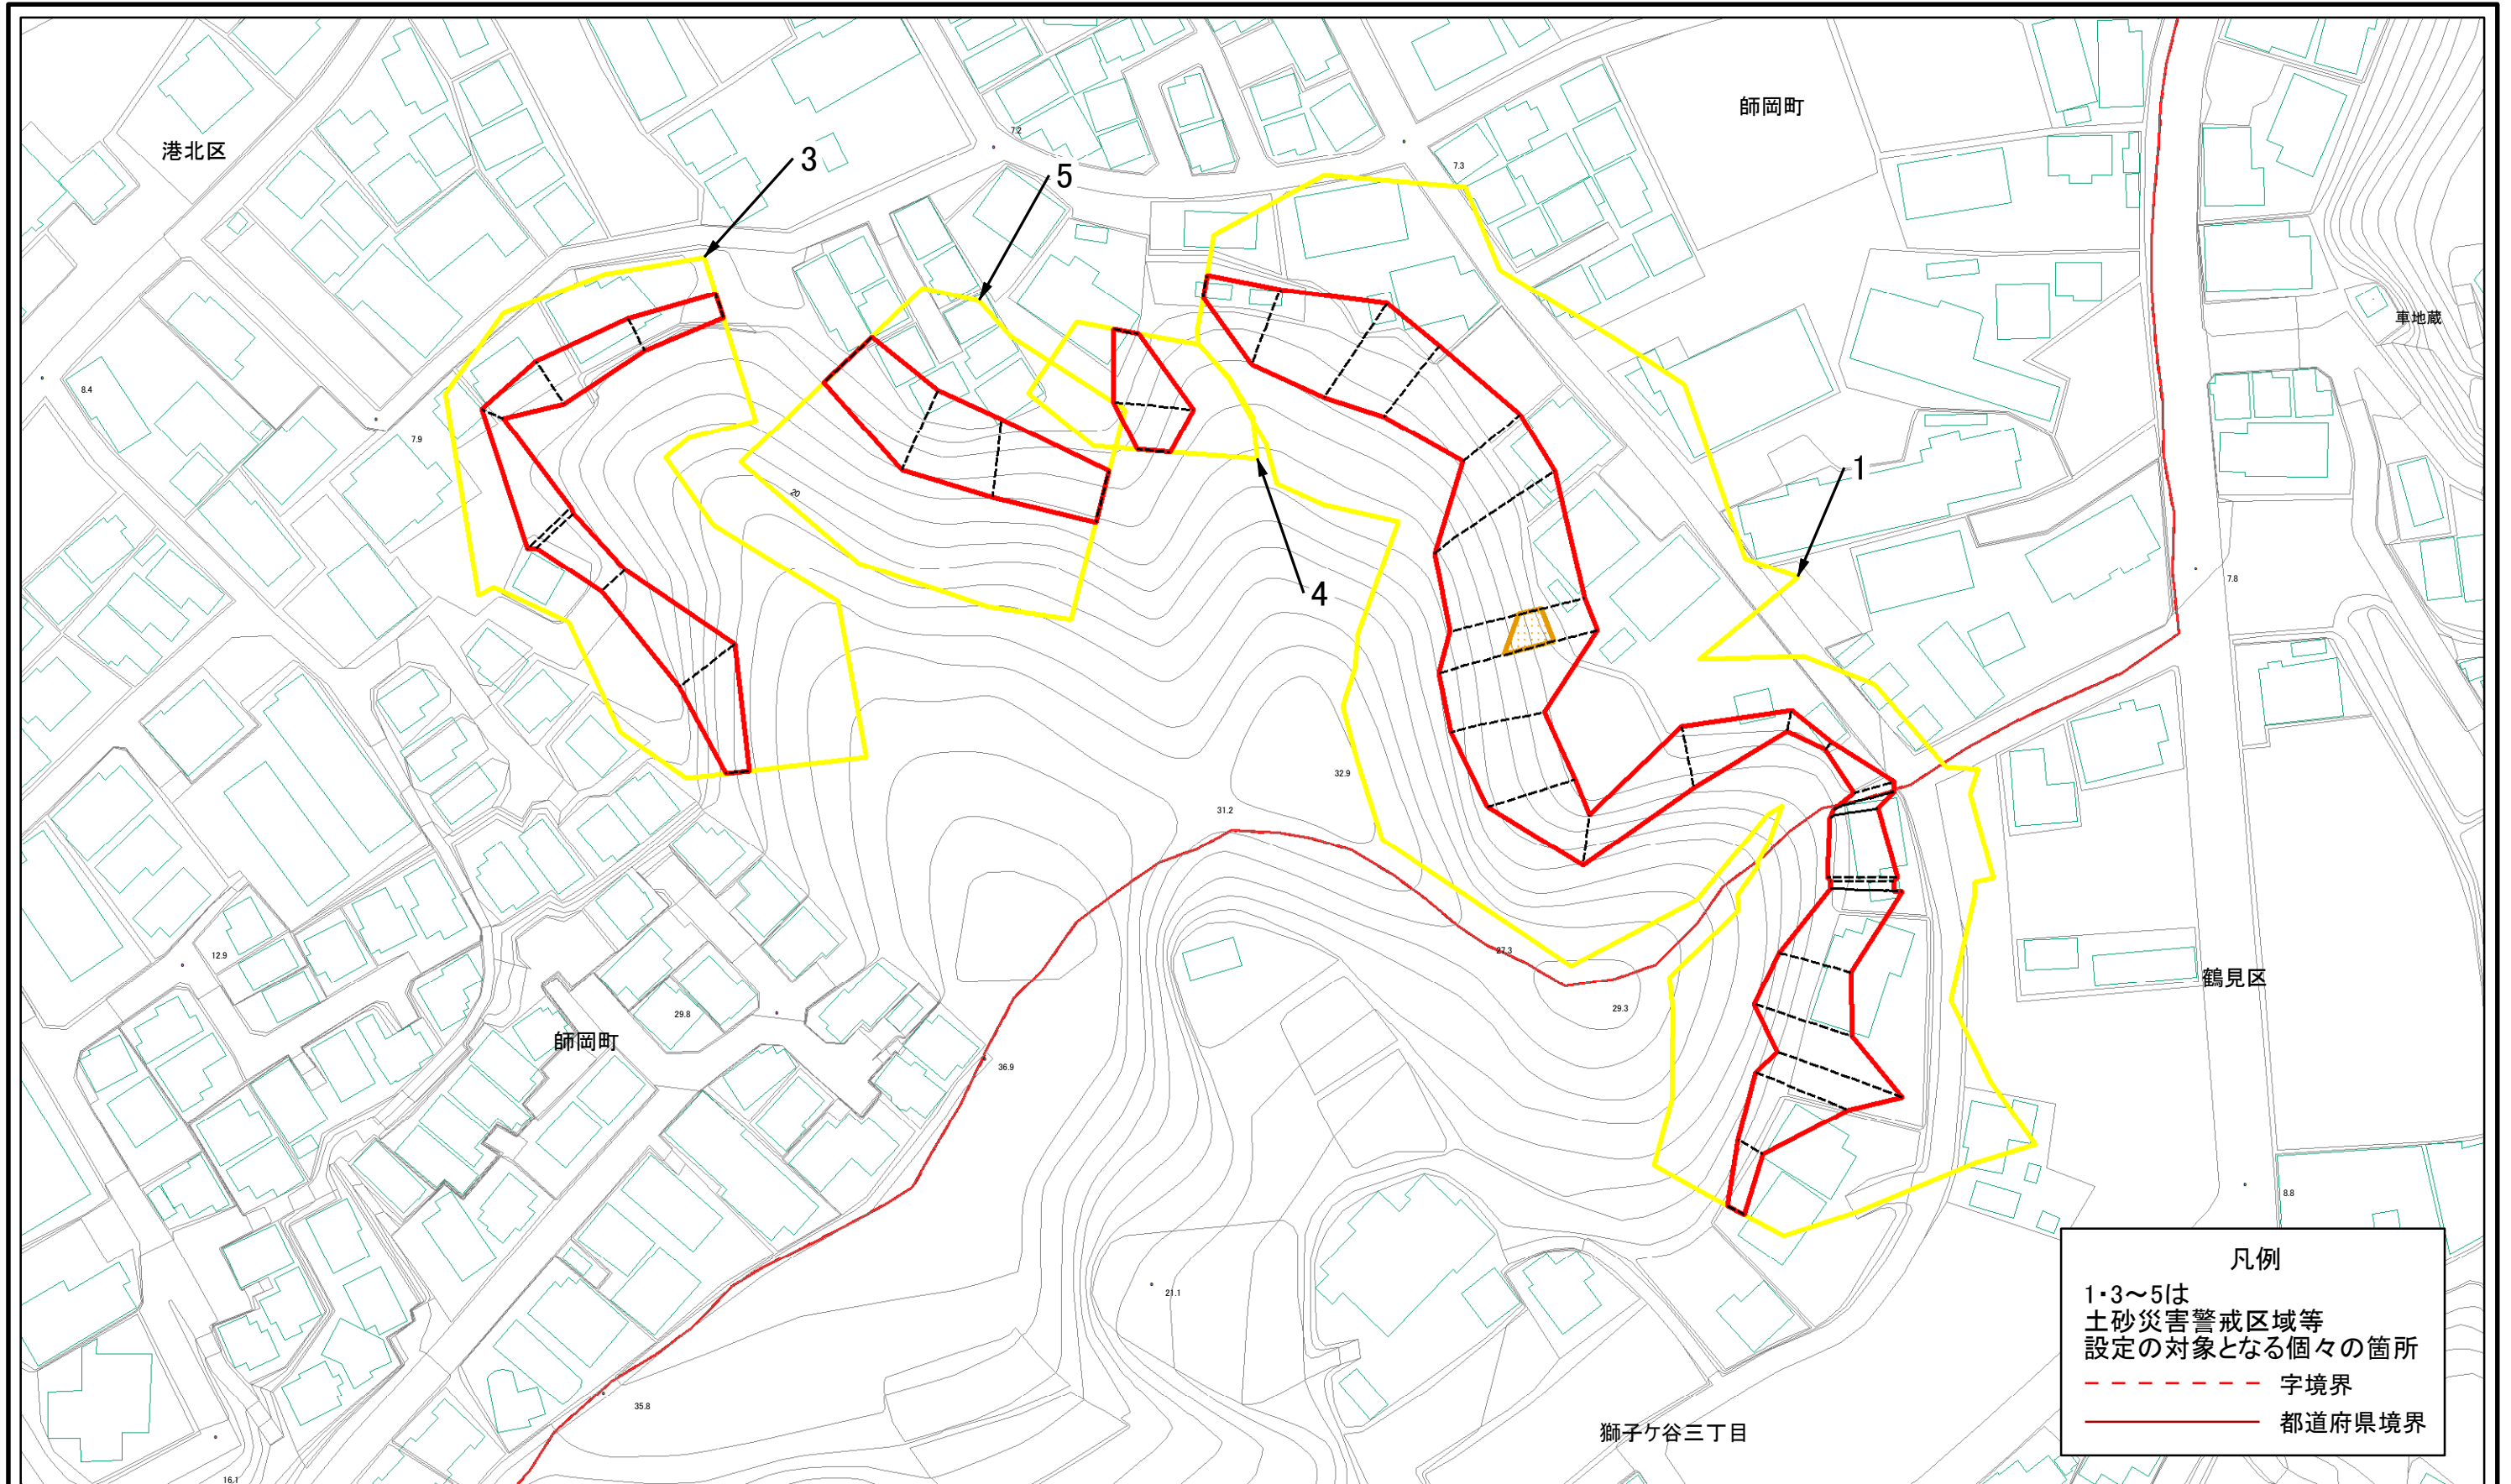 師岡町
7.2
港北区
3
5
7.3
車地蔵
8.4
7.9
1
20
7.8
4
32.9
31.2
12.9
27.3
鶴見区
29.3
29.8
師岡町
36.9
8.8
21.1
35.8
獅子ケ谷三丁目
16.1
凡例
1・3～5は
土砂災害警戒区域等
設定の対象となる個々の箇所
字境界
都道府県境界